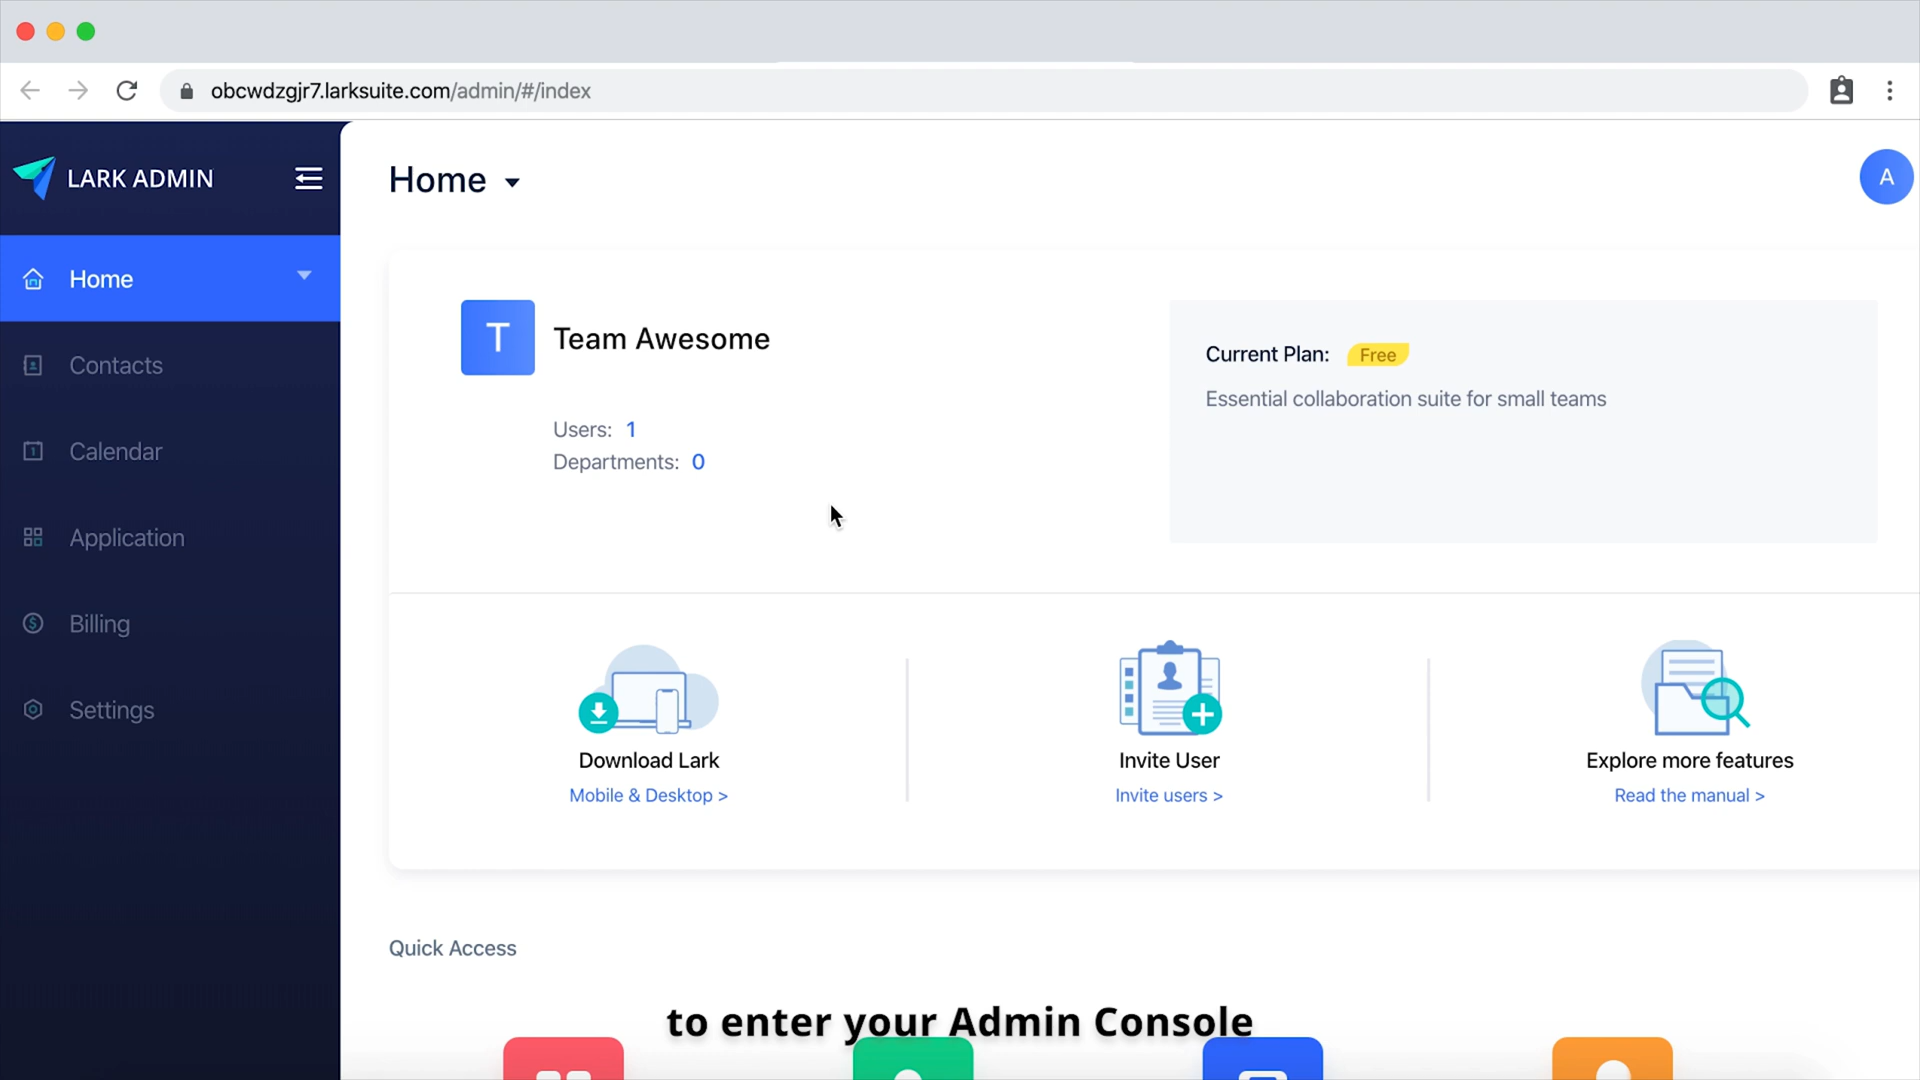 obcwdzgjr7.larksuite.com/admin/#/index
LARK ADMIN
Home
Contacts
Calendar
Application
Billing
Settings
Home
A
T
Team Awesome
Users: 1
Departments: 0
Current Plan: Free
Essential collaboration suite for small teams
Download Lark
Mobile & Desktop >
Invite User
Invite users >
Explore more features
Read the manual >
Quick Access
to enter your Admin Console